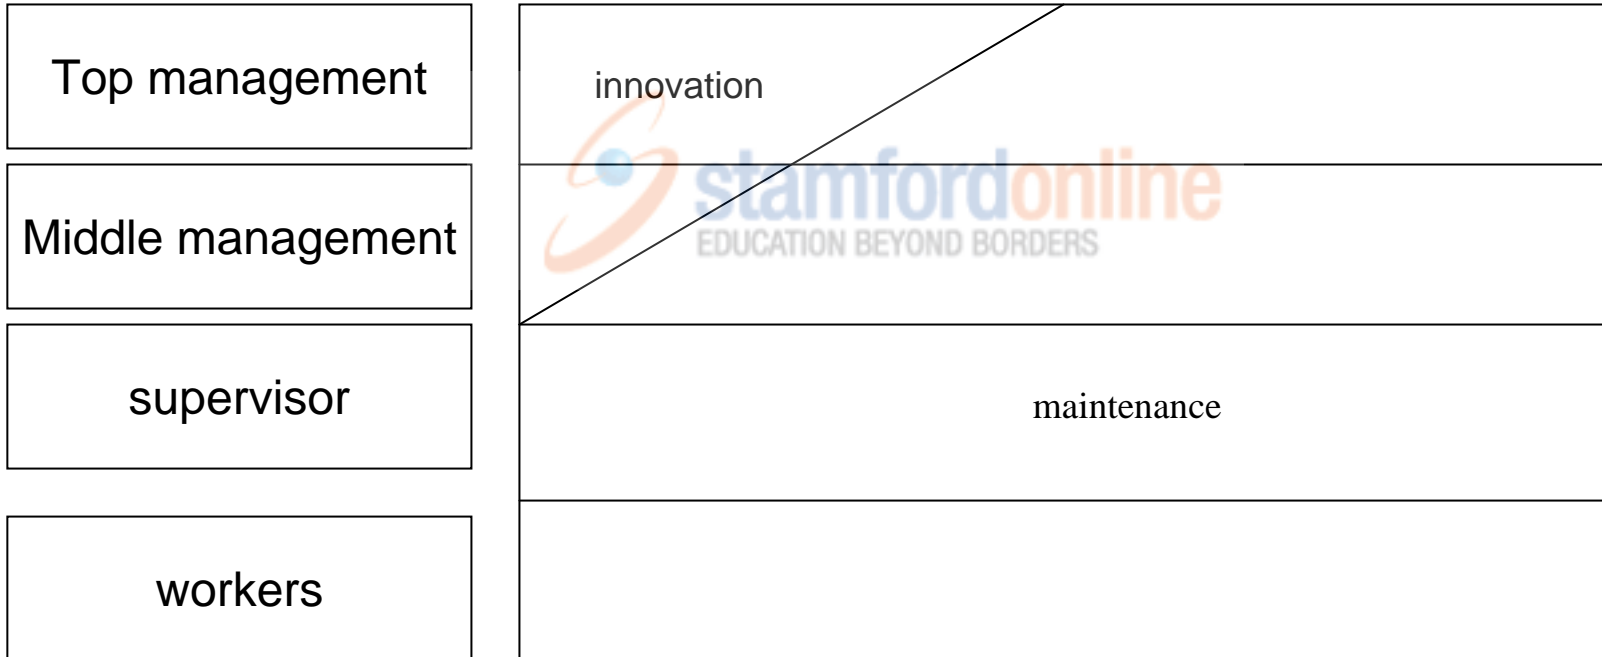 Top management
innovation
stamfordonline
EDUCATION BEYOND BORDERS
Middle management
supervisor
maintenance
workers